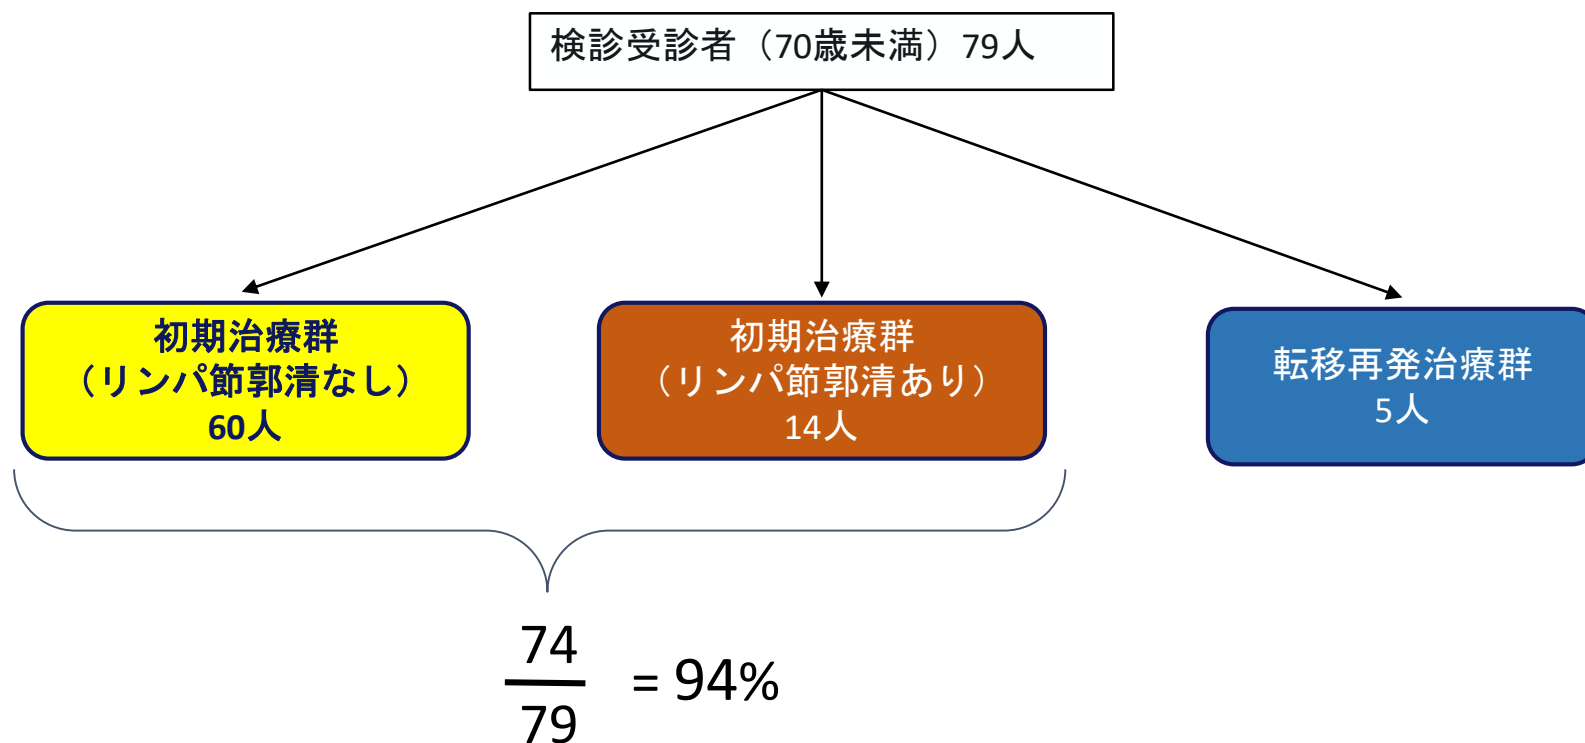 検診受診者（70歳未満）79人
初期治療群
（リンパ節郭清なし）
60人
初期治療群
（リンパ節郭清あり）
14人
転移再発治療群
5人
74
79
= 94%